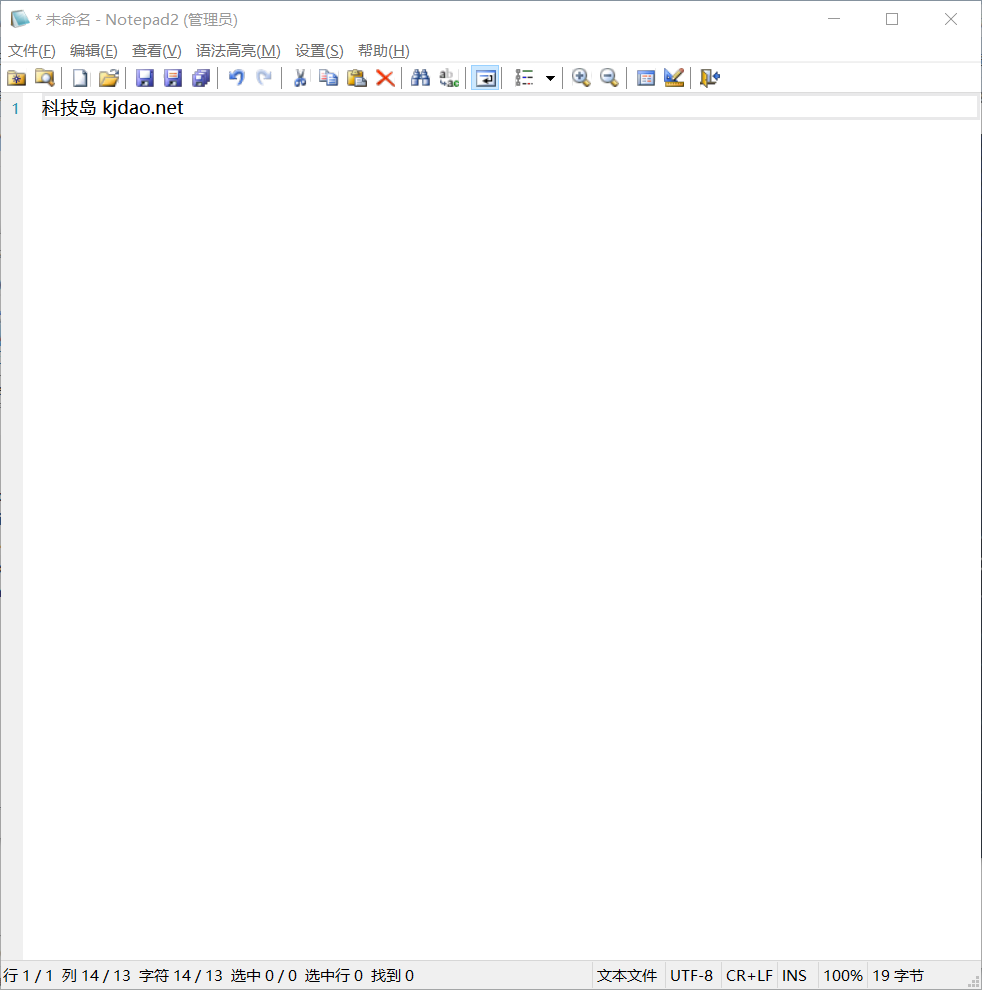 * 未命名 - Notepad2 (管理员)
文件(F) 编辑(E) 查看(V) 语法高亮(M) 设置(S) 帮助(H)
1 科技岛 kjdao.net
行 1 / 1 列 14 / 13 字符 14 / 13 选中 0 / 0 选中行 0 找到 0 文本文件 UTF-8 CR+LF INS 100% 19 字节